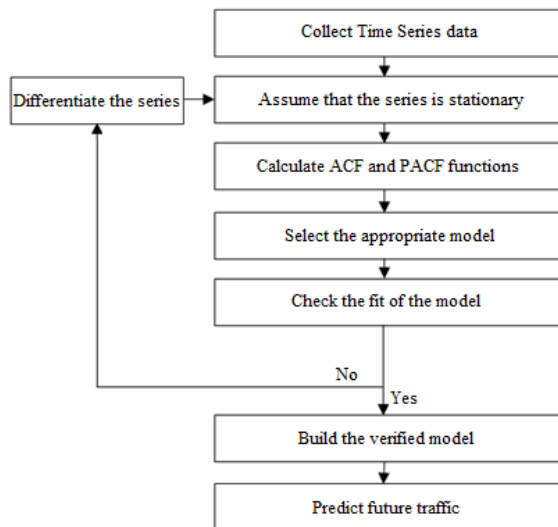 Collect Time Series data
Differentiate the series
Assume that the series is stationary
Calculate ACF and PACF functions
Select the appropriate model
Check the fit of the model
No
Yes
Build the verified model
Predict future traffic